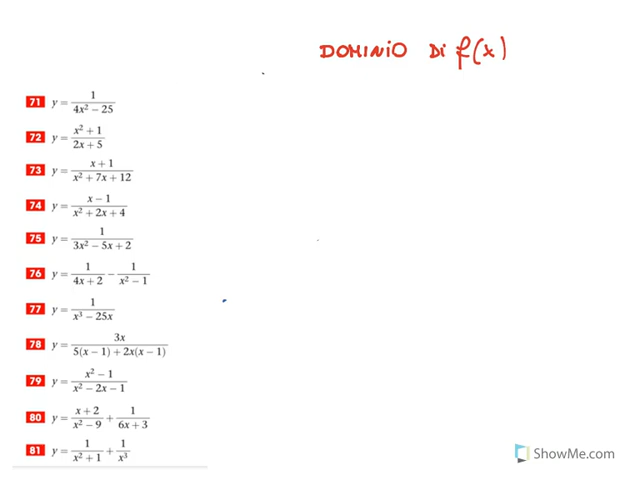 DOMINIO DI f(x)
71 y = 1 / (4x² − 25)
72 y = (x² + 1) / (2x + 5)
73 y = (x + 1) / (x² + 7x + 12)
74 y = (x − 1) / (x² + 2x + 4)
75 y = 1 / (3x² − 5x + 2)
76 y = 1 / (4x + 2) − 1 / (x² − 1)
77 y = 1 / (x³ − 25x)
78 y = 3x / (5(x − 1) + 2x(x − 1))
79 y = (x² − 1) / (x² − 2x − 1)
80 y = (x + 2) / (x² − 9) + 1 / (6x + 3)
81 y = 1 / (x² + 1) + 1 / x³
ShowMe.com